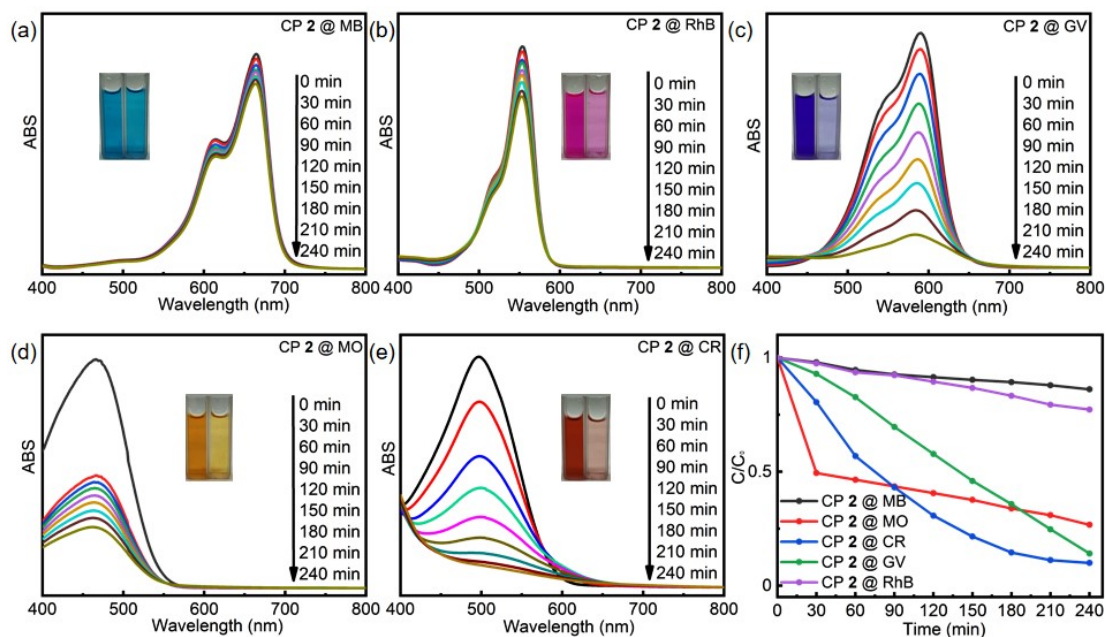 (a)
CP 2 @ MB
0 min
30 min
60 min
90 min
120 min
150 min
180 min
210 min
240 min
ABS
400 500 600 700 800
Wavelength (nm)
(b)
CP 2 @ RhB
0 min
30 min
60 min
90 min
120 min
150 min
180 min
210 min
240 min
ABS
400 500 600 700 800
Wavelength (nm)
(c)
CP 2 @ GV
0 min
30 min
60 min
90 min
120 min
150 min
180 min
210 min
240 min
ABS
400 500 600 700 800
Wavelength (nm)
(d)
CP 2 @ MO
0 min
30 min
60 min
90 min
120 min
150 min
180 min
210 min
240 min
ABS
400 500 600 700 800
Wavelength (nm)
(e)
CP 2 @ CR
0 min
30 min
60 min
90 min
120 min
150 min
180 min
210 min
240 min
ABS
400 500 600 700 800
Wavelength (nm)
(f)
1
0.5
0
C/C₀
CP 2 @ MB
CP 2 @ MO
CP 2 @ CR
CP 2 @ GV
CP 2 @ RhB
0 30 60 90 120 150 180 210 240
Time (min)